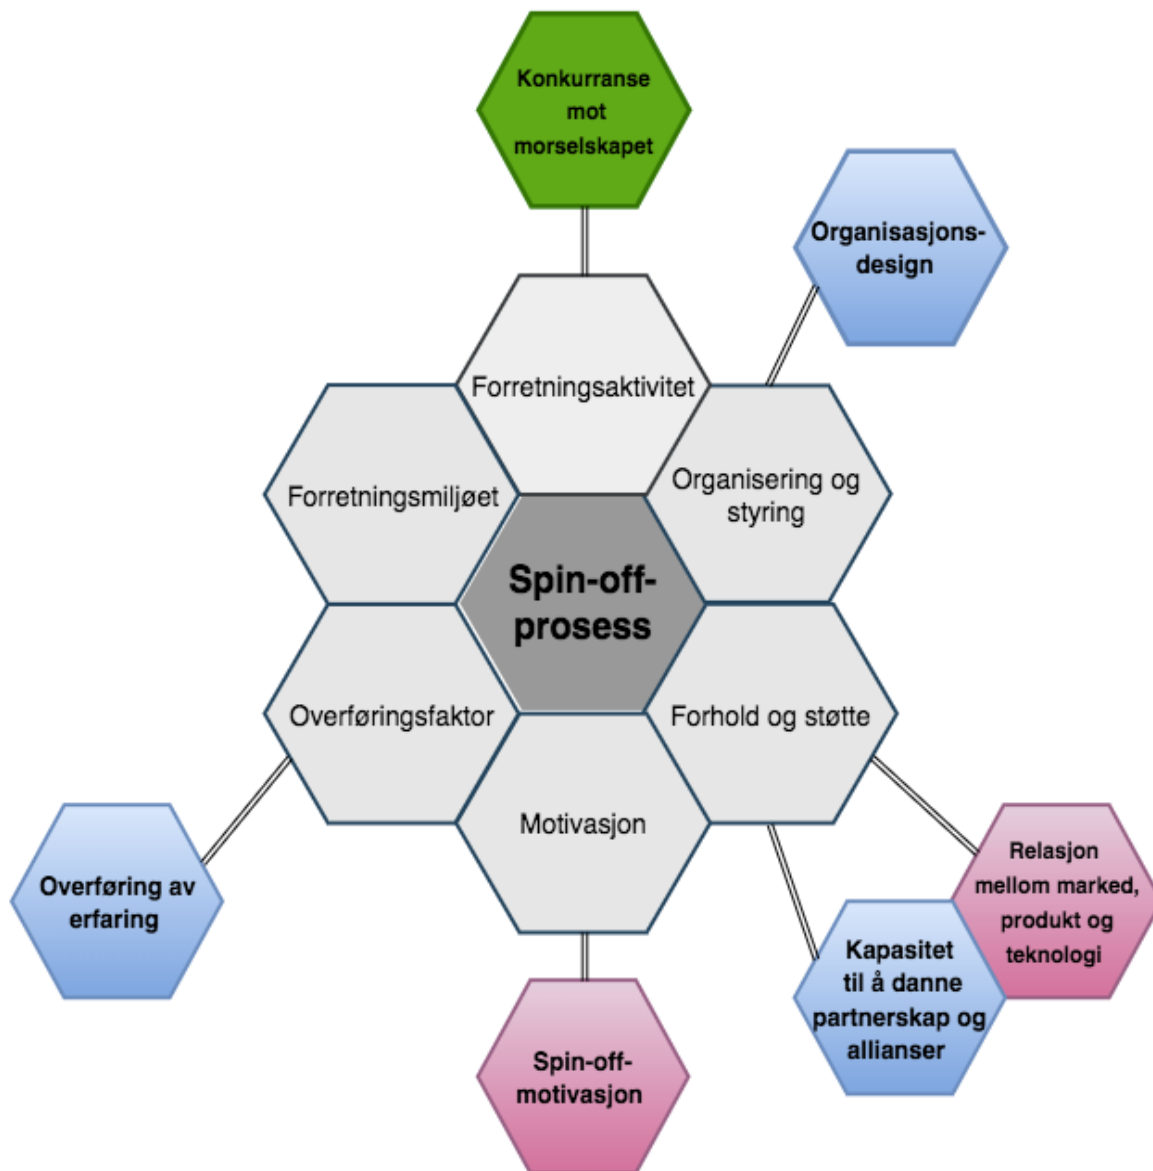 Konkurranse
mot
morselskapet
Organisasjons-
design
Forretningsaktivitet
Forretningsmiljøet
Organisering og
styring
Spin-off-
prosess
Overføringsfaktor
Forhold og støtte
Motivasjon
Overføring av
erfaring
Relasjon
mellom marked,
produkt og
teknologi
Kapasitet
til å danne
partnerskap og
allianser
Spin-off-
motivasjon